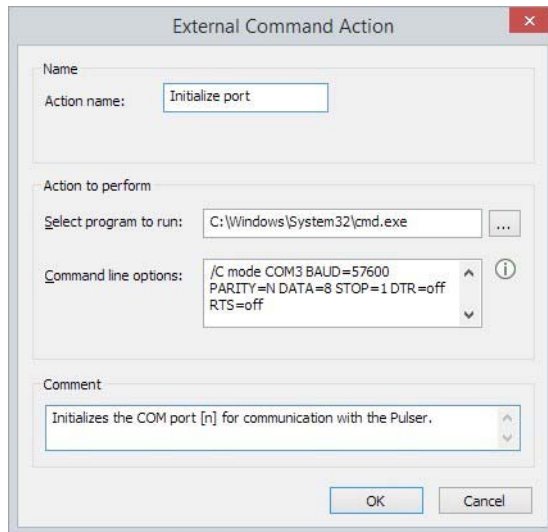 External Command Action
Name
Action name: Initialize port
Action to perform
Select program to run: C:\Windows\System32\cmd.exe ...
Command line options: /C mode COM3 BAUD=57600
PARITY=N DATA=8 STOP=1 DTR=off
RTS=off
Comment
Initializes the COM port [n] for communication with the Pulser.
OK Cancel